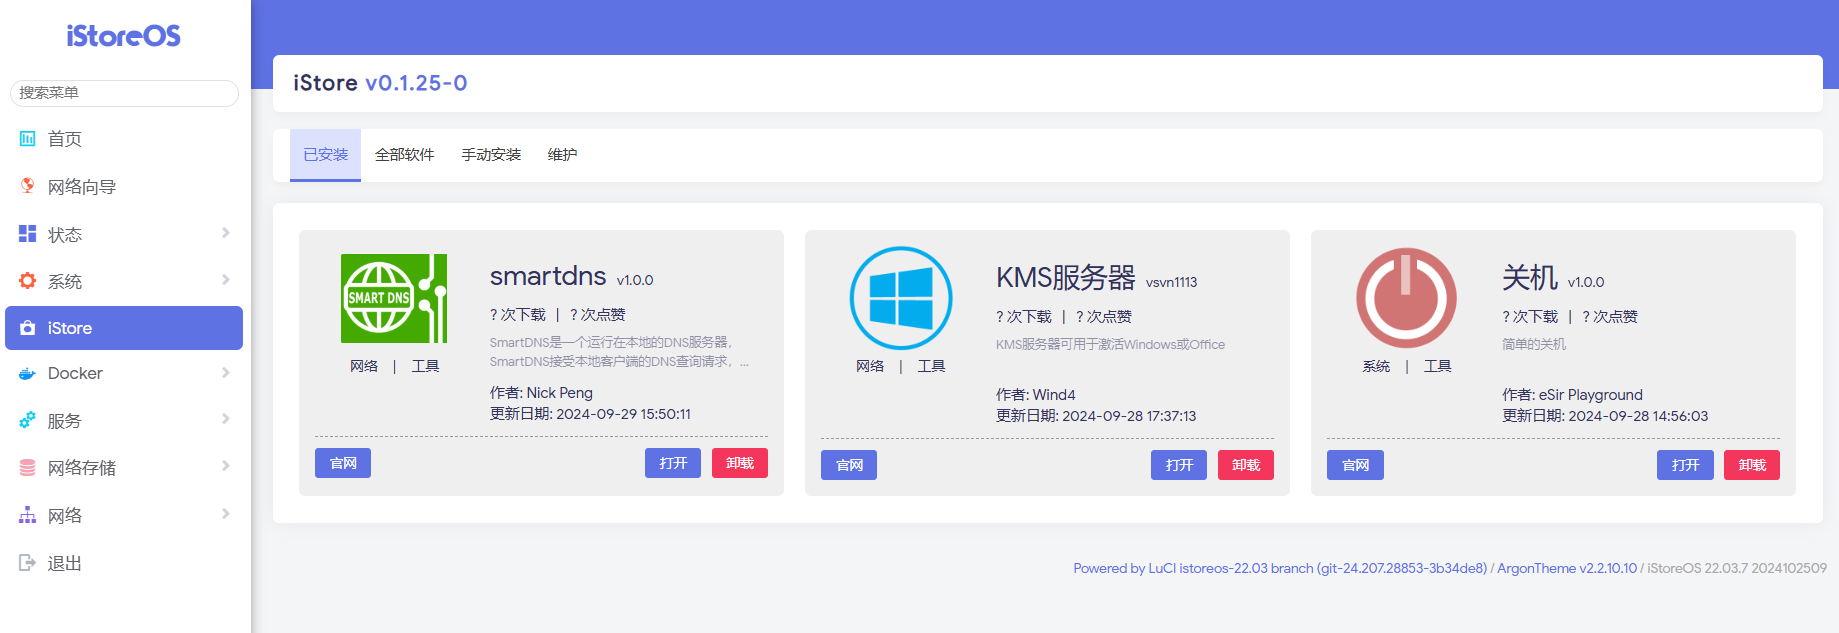 iStoreOS
搜索菜单
首页
网络向导
状态
系统
iStore
Docker
服务
网络存储
网络
退出
iStore v0.1.25-0
已安装 全部软件 手动安装 维护
SMART DNS
网络 | 工具
smartdns v1.0.0
? 次下载 | ? 次点赞
SmartDNS是一个运行在本地的DNS服务器，
SmartDNS接受本地客户端的DNS查询请求，...
作者: Nick Peng
更新日期: 2024-09-29 15:50:11
官网 打开 卸载
网络 | 工具
KMS服务器 vsvn1113
? 次下载 | ? 次点赞
KMS服务器可用于激活Windows或Office
作者: Wind4
更新日期: 2024-09-28 17:37:13
官网 打开 卸载
系统 | 工具
关机 v1.0.0
? 次下载 | ? 次点赞
简单的关机
作者: eSir Playground
更新日期: 2024-09-28 14:56:03
官网 打开 卸载
Powered by LuCI istoreos-22.03 branch (git-24.207.28853-3b34de8) / ArgonTheme v2.2.10.10 / iStoreOS 22.03.7 2024102509